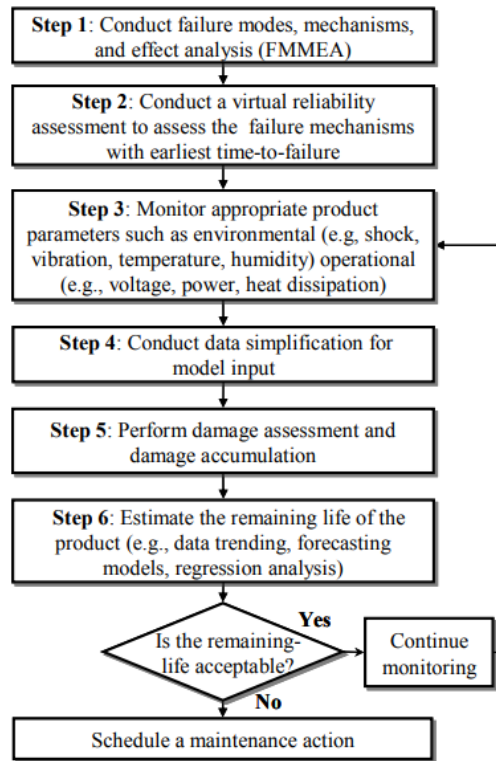 Step 1: Conduct failure modes, mechanisms,
and effect analysis (FMMEA)
Step 2: Conduct a virtual reliability
assessment to assess the failure mechanisms
with earliest time-to-failure
Step 3: Monitor appropriate product
parameters such as environmental (e.g, shock,
vibration, temperature, humidity) operational
(e.g., voltage, power, heat dissipation)
Step 4: Conduct data simplification for
model input
Step 5: Perform damage assessment and
damage accumulation
Step 6: Estimate the remaining life of the
product (e.g., data trending, forecasting
models, regression analysis)
Is the remaining-
life acceptable?
Yes
Continue
monitoring
No
Schedule a maintenance action